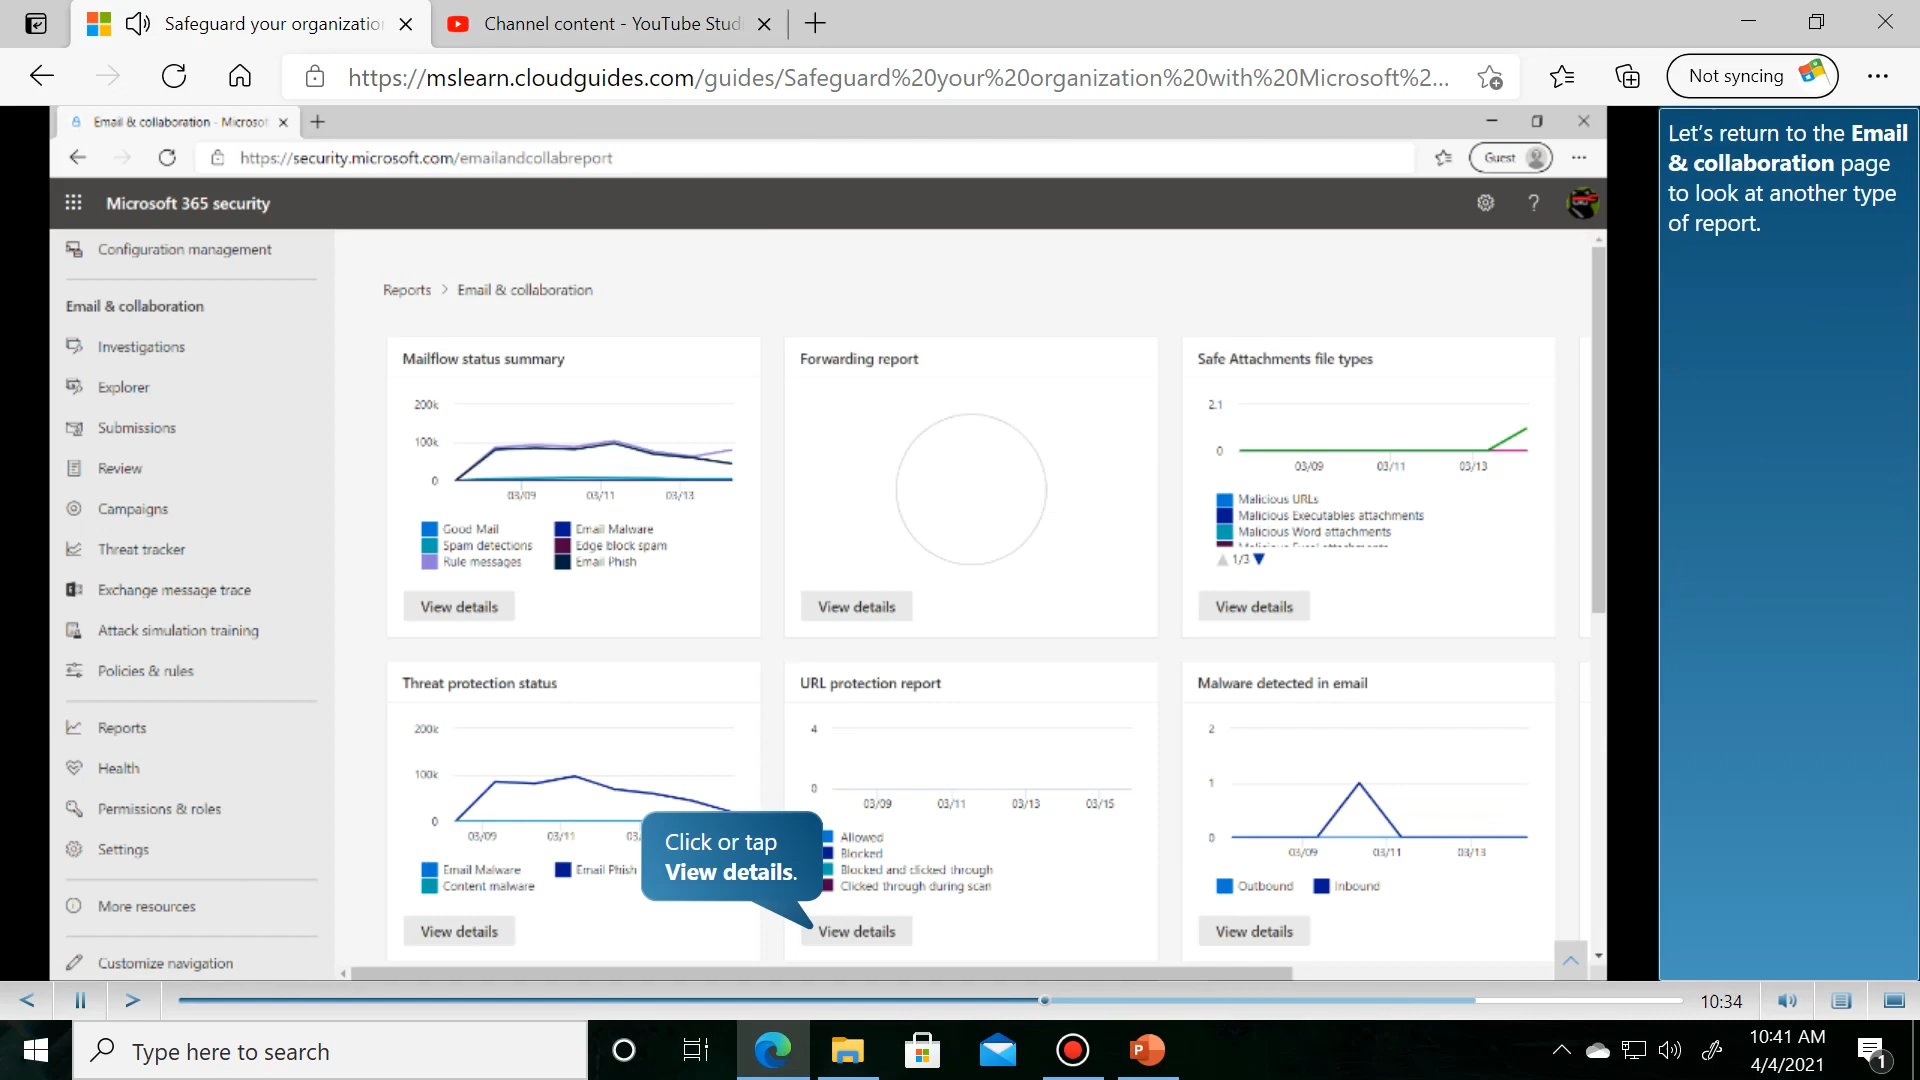 Safeguard your organizatio
Channel content - YouTube Stud
https://mslearn.cloudguides.com/guides/Safeguard%20your%20organization%20with%20Microsoft%2...
Not syncing
Email & collaboration - Microsof
https://security.microsoft.com/emailandcollabreport
Guest
Microsoft 365 security
?
Configuration management
Email & collaboration
Investigations
Explorer
Submissions
Review
Campaigns
Threat tracker
Exchange message trace
Attack simulation training
Policies & rules
Reports
Health
Permissions & roles
Settings
More resources
Customize navigation
Reports > Email & collaboration
Mailflow status summary
200k
100k
0
03/09 03/11 03/13
Good Mail Email Malware
Spam detections Edge block spam
Rule messages Email Phish
View details
Forwarding report
View details
Safe Attachments file types
2.1
0
03/09 03/11 03/13
Malicious URLs
Malicious Executables attachments
Malicious Word attachments
Malicious Excel attachments
1/3
View details
Threat protection status
200k
100k
0
03/09 03/11 03/
Email Malware Email Phish
Content malware
View details
URL protection report
4
0
03/09 03/11 03/13 03/15
Allowed
Blocked
Blocked and clicked through
Clicked through during scan
View details
Malware detected in email
2
1
0
03/09 03/11 03/13
Outbound Inbound
View details
Click or tap
View details.
Let's return to the Email
& collaboration page
to look at another type
of report.
10:34
Type here to search
P
10:41 AM
4/4/2021
1